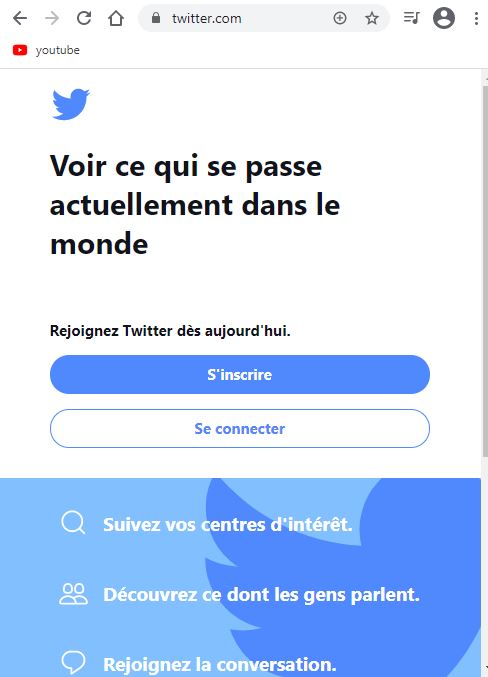 twitter.com
youtube
Voir ce qui se passe
actuellement dans le
monde
Rejoignez Twitter dès aujourd'hui.
S'inscrire
Se connecter
Suivez vos centres d'intérêt.
Découvrez ce dont les gens parlent.
Rejoignez la conversation.